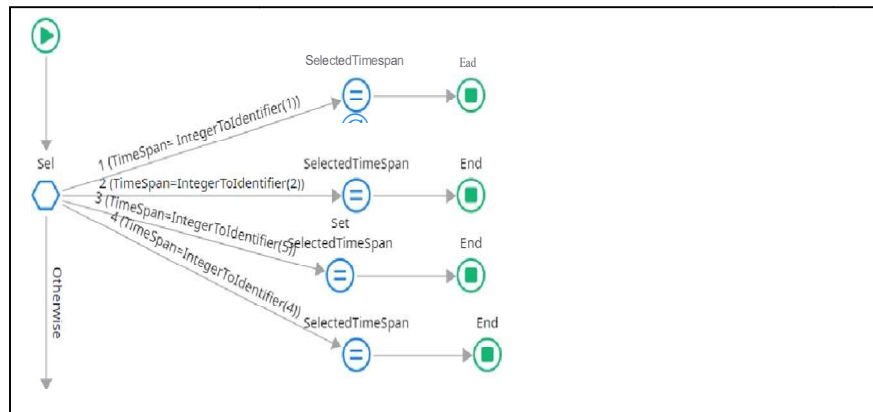 SelectedTimespan
Ead
1 (TimeSpan= IntegerToIdentifier(1))
Sel
SelectedTimeSpan
End
2 (TimeSpan=IntegerToIdentifier(2))
3 (TimeSpan=IntegerToIdentifier(5))
Set
SelectedTimeSpan
End
4 (TimeSpan=IntegerToIdentifier(4))
Otherwise
SelectedTimeSpan
End